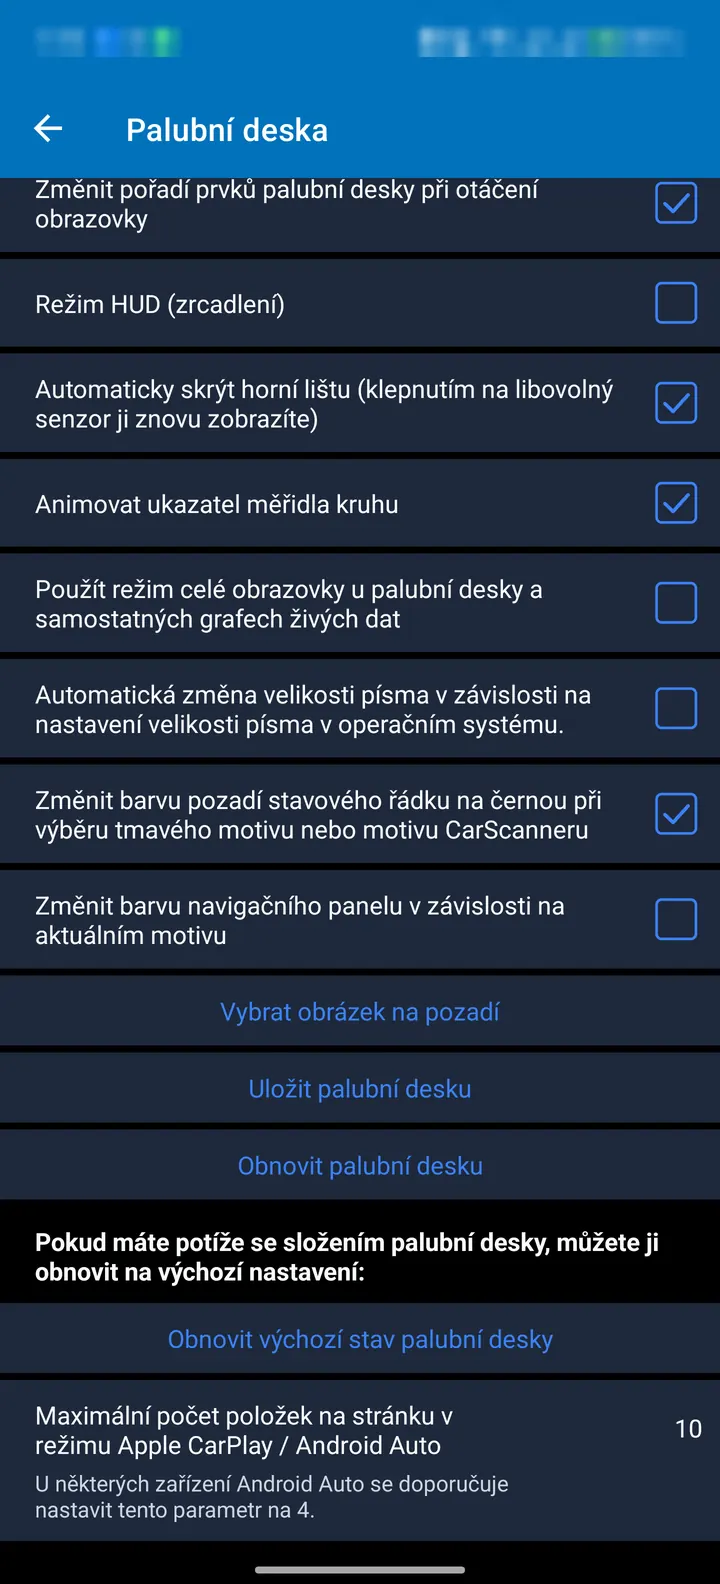 Palubní deska
Změnit pořadí prvků palubní desky při otáčení
obrazovky
Režim HUD (zrcadlení)
Automaticky skrýt horní lištu (klepnutím na libovolný
senzor ji znovu zobrazíte)
Animovat ukazatel měřidla kruhu
Použít režim celé obrazovky u palubní desky a
samostatných grafech živých dat
Automatická změna velikosti písma v závislosti na
nastavení velikosti písma v operačním systému.
Změnit barvu pozadí stavového řádku na černou při
výběru tmavého motivu nebo motivu CarScanneru
Změnit barvu navigačního panelu v závislosti na
aktuálním motivu
Vybrat obrázek na pozadí
Uložit palubní desku
Obnovit palubní desku
Pokud máte potíže se složením palubní desky, můžete ji
obnovit na výchozí nastavení:
Obnovit výchozí stav palubní desky
Maximální počet položek na stránku v
režimu Apple CarPlay / Android Auto
10
U některých zařízení Android Auto se doporučuje
nastavit tento parametr na 4.